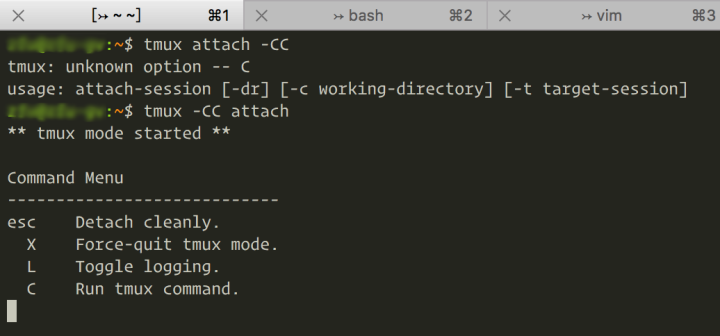 [↣ ~ ~] ⌘1 ↣ bash ⌘2 ↣ vim ⌘3
:~$ tmux attach -CC
tmux: unknown option -- C
usage: attach-session [-dr] [-c working-directory] [-t target-session]
:~$ tmux -CC attach
** tmux mode started **
Command Menu
----------------------------
esc    Detach cleanly.
X    Force-quit tmux mode.
L    Toggle logging.
C    Run tmux command.